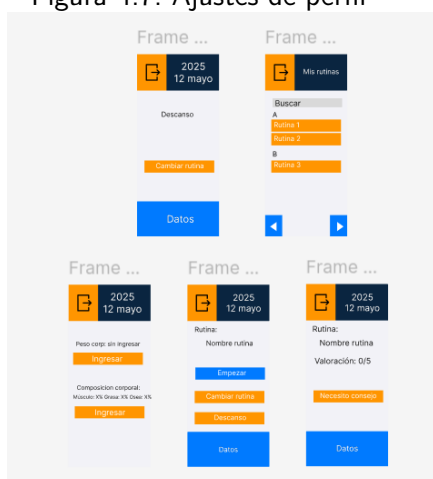 Figura 4.7: Ajustes de perfil
Frame ...
2025
12 mayo
Descanso
Cambiar rutina
Datos
Frame ...
Mis rutinas
Buscar
A
Rutina 1
Rutina 2
B
Rutina 3
Frame ...
2025
12 mayo
Peso corp: sin ingresar
Ingresar
Composicion corporal:
Músculo: X% Grasa: X% Oseo: X%
Ingresar
Frame ...
2025
12 mayo
Rutina:
Nombre rutina
Empezar
Cambiar rutina
Descanso
Datos
Frame ...
2025
12 mayo
Rutina:
Nombre rutina
Valoración: 0/5
Necesito consejo
Datos